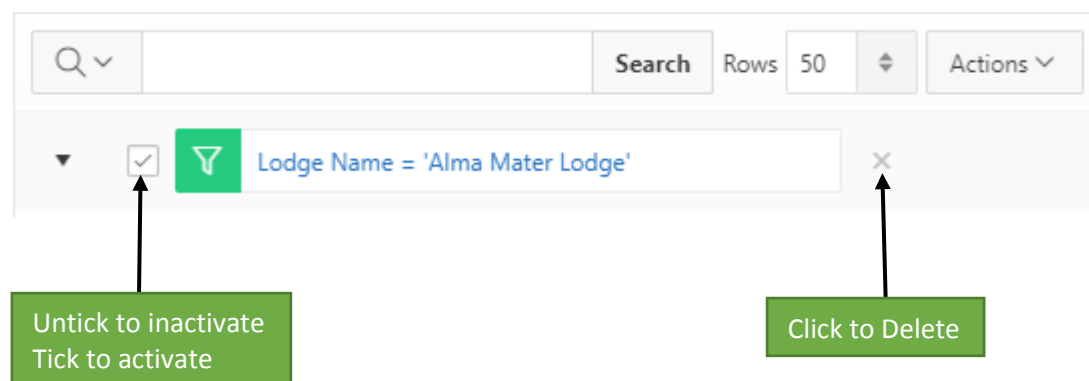 Search Rows 50 Actions
Lodge Name = 'Alma Mater Lodge'
Untick to inactivate
Tick to activate
Click to Delete